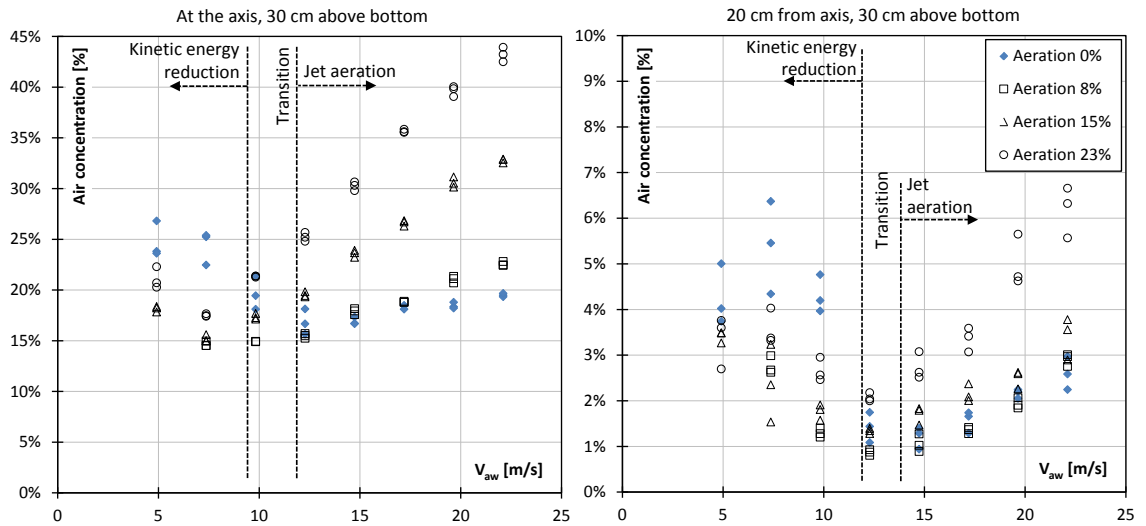 At the axis, 30 cm above bottom
45%
40%
35%
30%
25%
20%
15%
10%
5%
0%
Air concentration [%]
Kinetic energy
reduction
Transition
Jet aeration
V_aw [m/s]
0
5
10
15
20
25
20 cm from axis, 30 cm above bottom
10%
9%
8%
7%
6%
5%
4%
3%
2%
1%
0%
Air concentration [%]
Kinetic energy
reduction
Transition
Jet
aeration
Aeration 0%
Aeration 8%
Aeration 15%
Aeration 23%
V_aw [m/s]
0
5
10
15
20
25